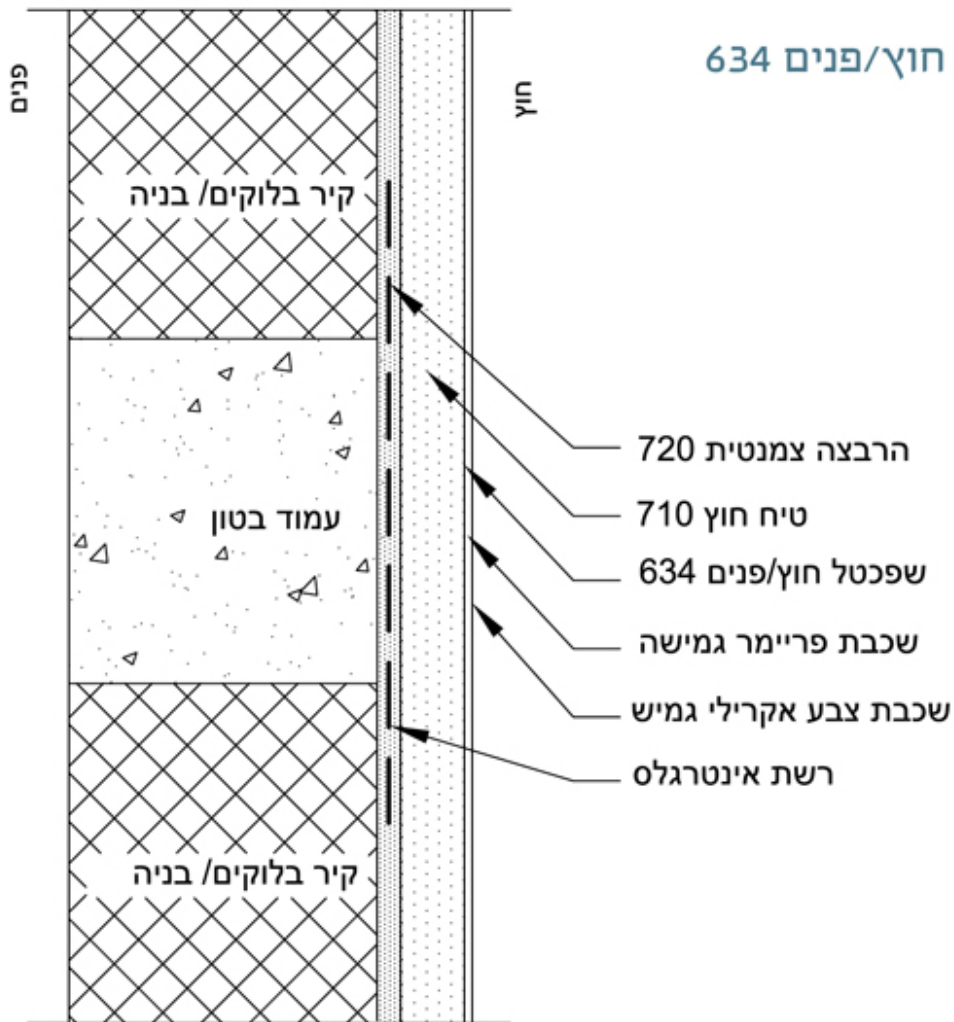 חוץ/פנים 634
פנים
חוץ
קיר בלוקים/ בניה
עמוד בטון
קיר בלוקים/ בניה
הרבצה צמנטית 720
טיח חוץ 710
שפכטל חוץ/פנים 634
שכבת פריימר גמישה
שכבת צבע אקרילי גמיש
רשת אינטרגלס